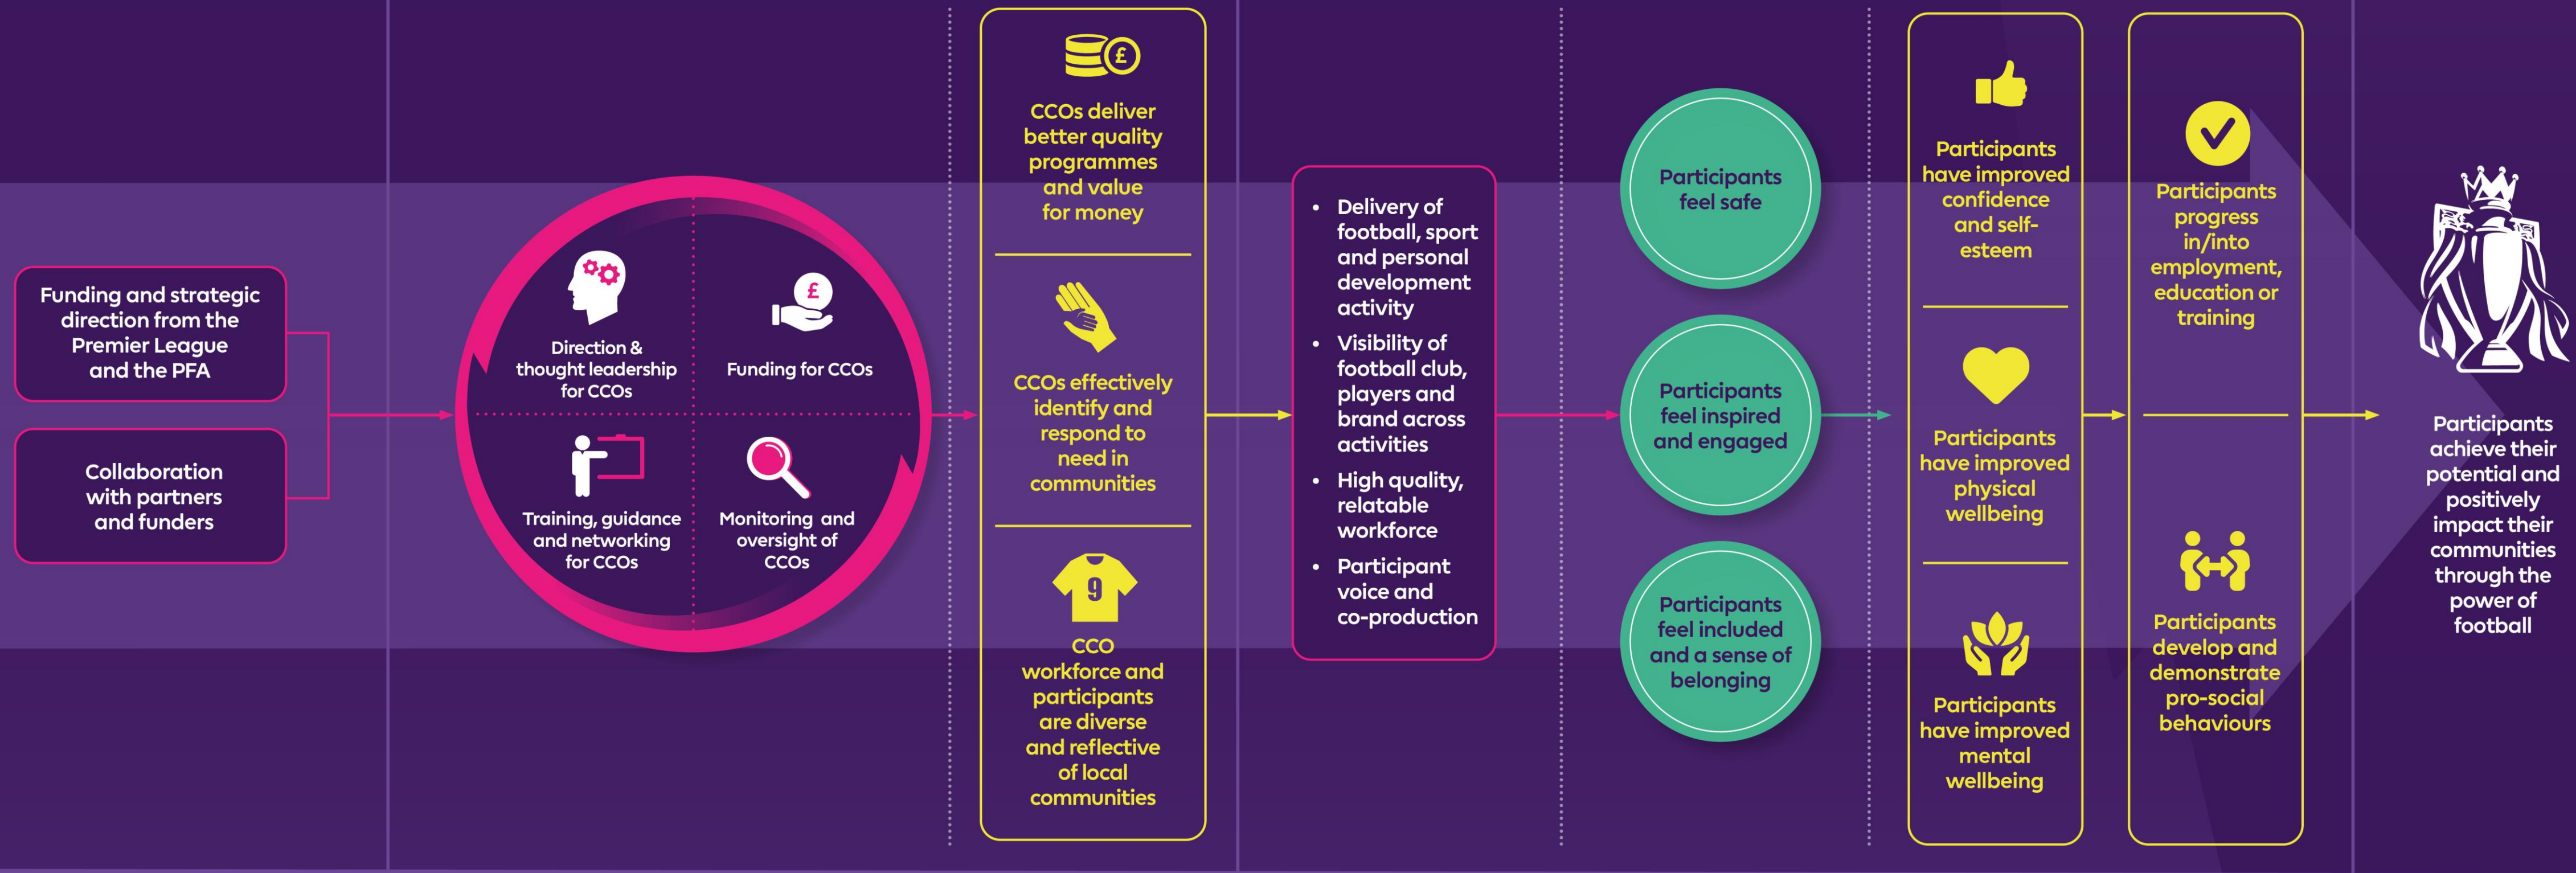 Funding and strategic
direction from the
Premier League
and the PFA
Collaboration
with partners
and funders
Direction &
thought leadership
for CCOs
£
Funding for CCOs
Training, guidance
and networking
for CCOs
Monitoring and
oversight of
CCOs
£
CCOs deliver
better quality
programmes
and value
for money
CCOs effectively
identify and
respond to
need in
communities
9
CCO
workforce and
participants
are diverse
and reflective
of local
communities
• Delivery of
football, sport
and personal
development
activity
• Visibility of
football club,
players and
brand across
activities
• High quality,
relatable
workforce
• Participant
voice and
co-production
Participants
feel safe
Participants
feel inspired
and engaged
Participants
feel included
and a sense of
belonging
Participants
have improved
confidence
and self-
esteem
Participants
have improved
physical
wellbeing
Participants
have improved
mental
wellbeing
Participants
progress
in/into
employment,
education or
training
Participants
develop and
demonstrate
pro-social
behaviours
Participants
achieve their
potential and
positively
impact their
communities
through the
power of
football